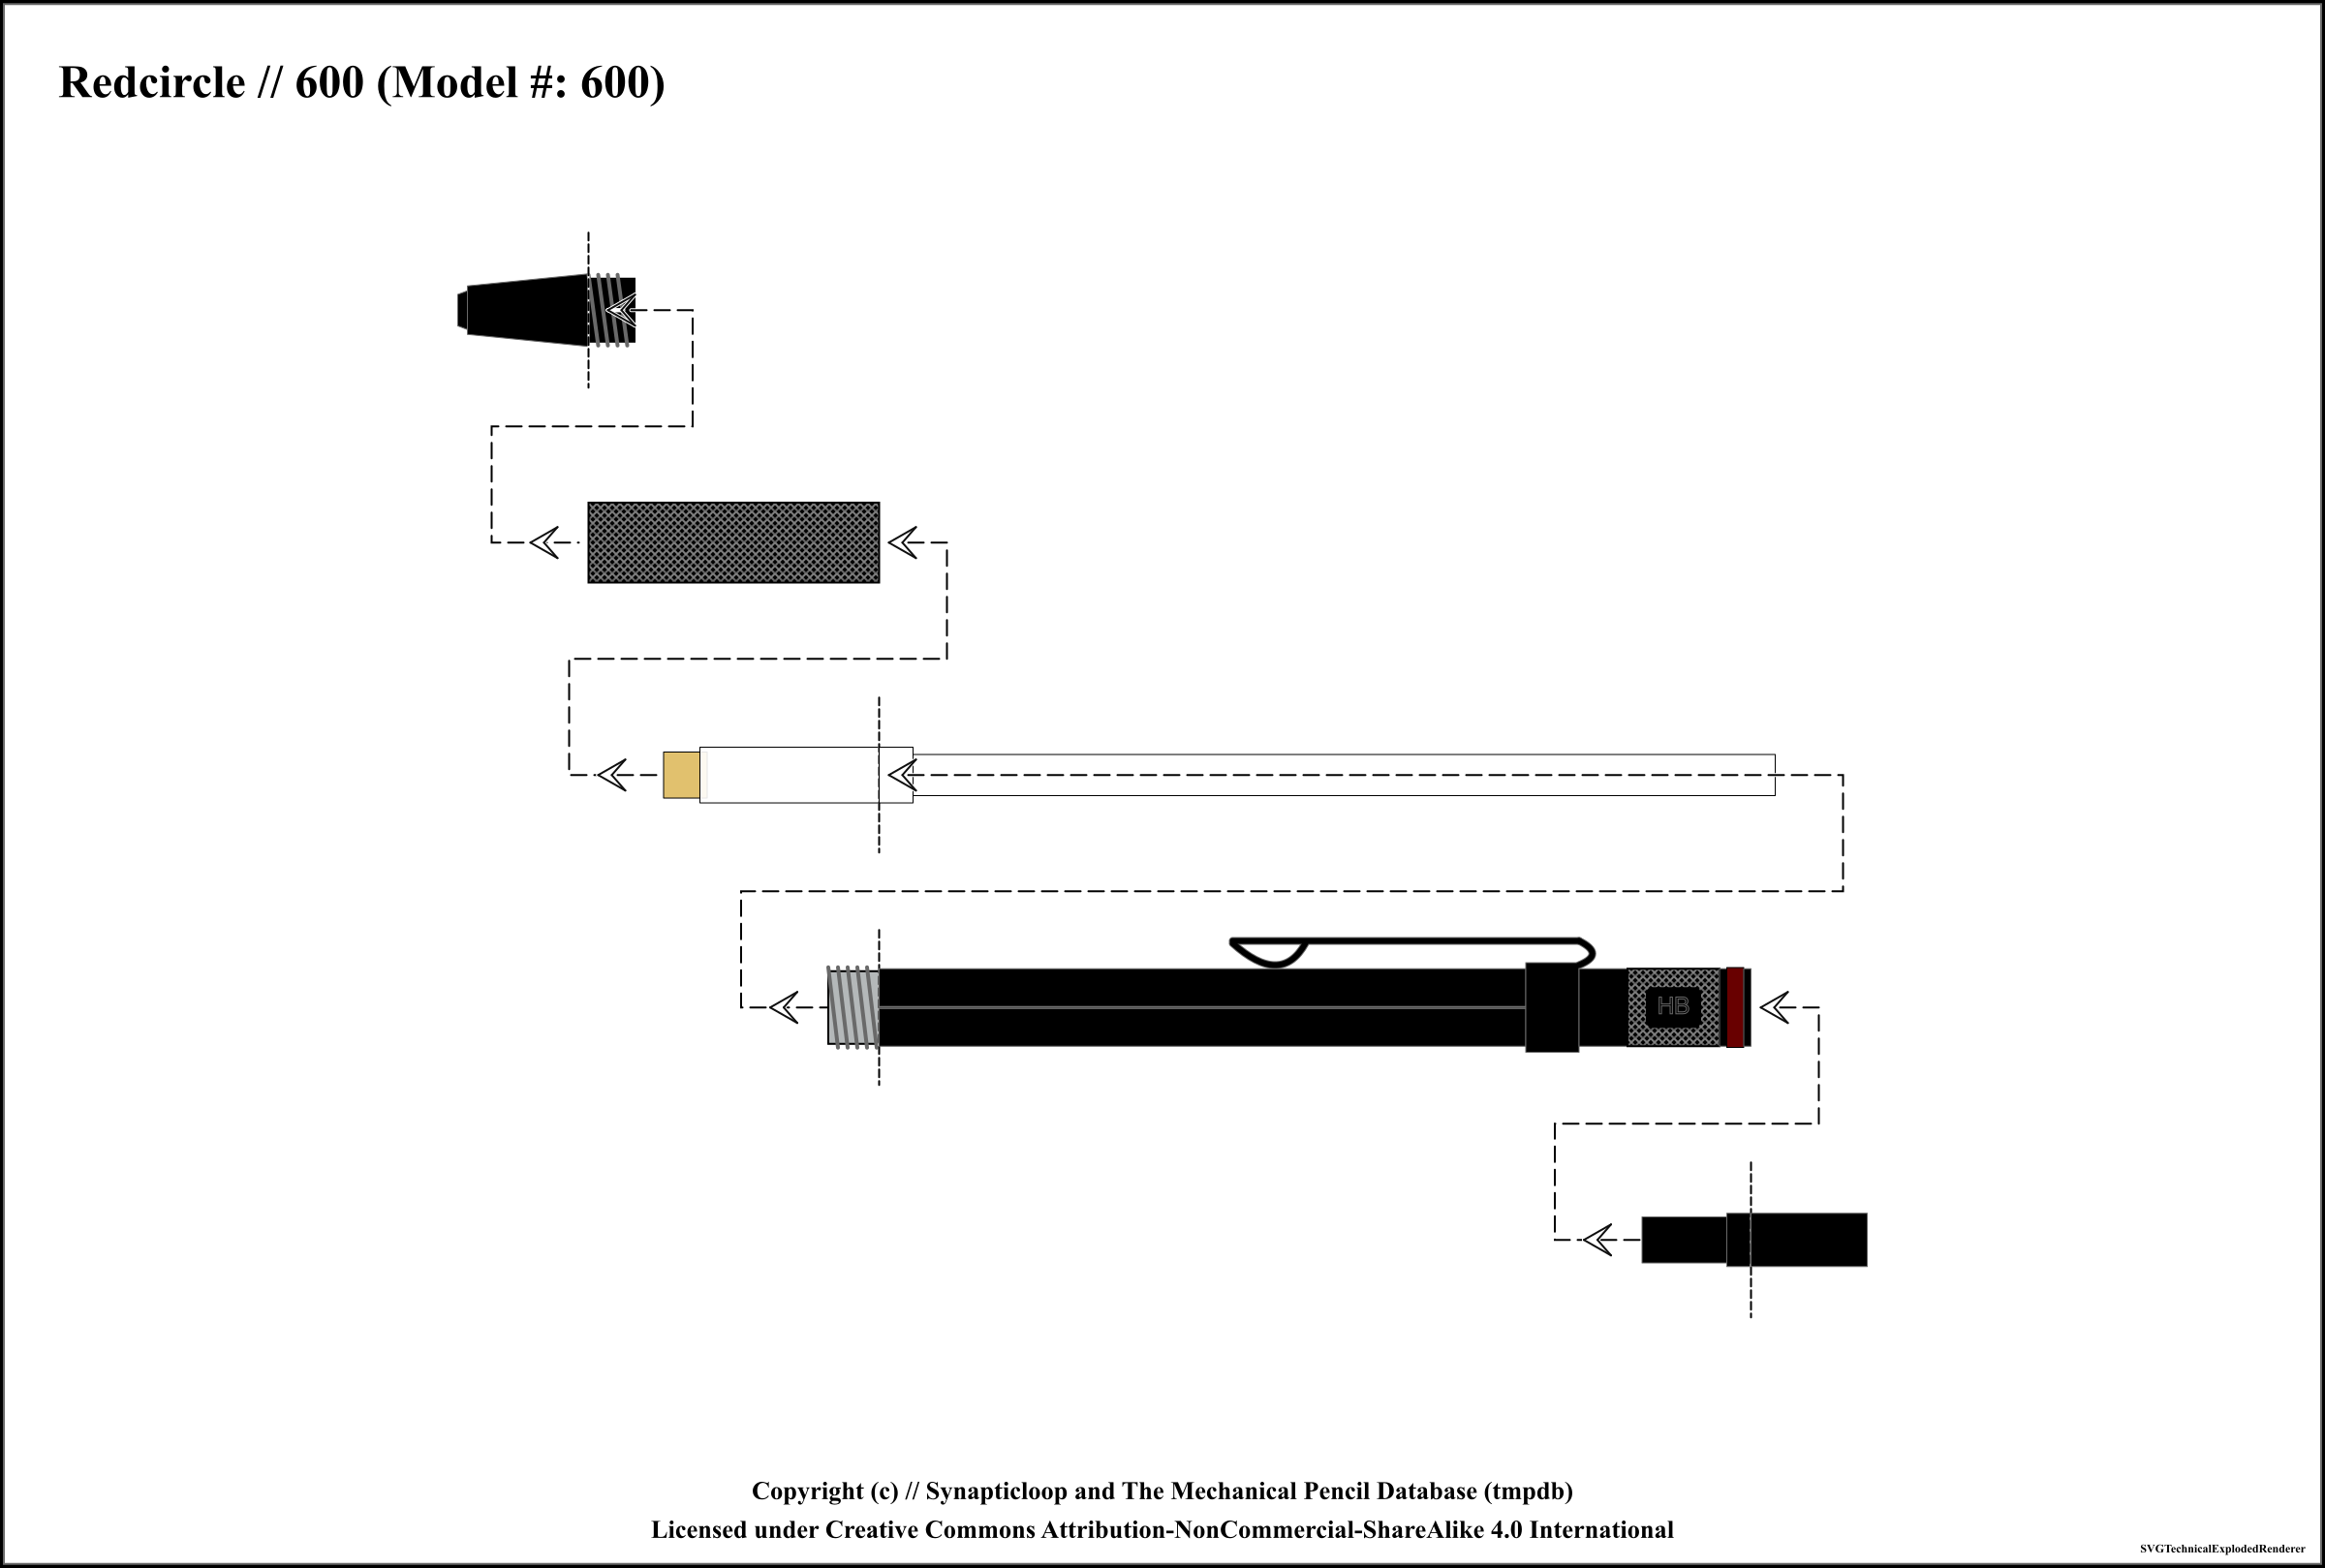 Redcircle // 600 (Model #: 600)
HB
Copyright (c) // Synapticloop and The Mechanical Pencil Database (tmpdb)
Licensed under Creative Commons Attribution-NonCommercial-ShareAlike 4.0 International
SVGTechnicalExplodedRenderer